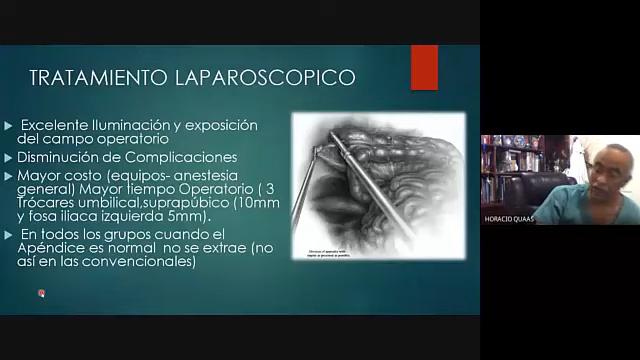 TRATAMIENTO LAPAROSCOPICO
Excelente Iluminación y exposición
del campo operatorio
Disminución de Complicaciones
Mayor costo (equipos- anestesia
general) Mayor tiempo Operatorio ( 3
Trócares umbilical,suprapúbico (10mm
y fosa iliaca izquierda 5mm).
En todos los grupos cuando el
Apéndice es normal no se extrae (no
así en las convencionales)
HORACIO QUAAS